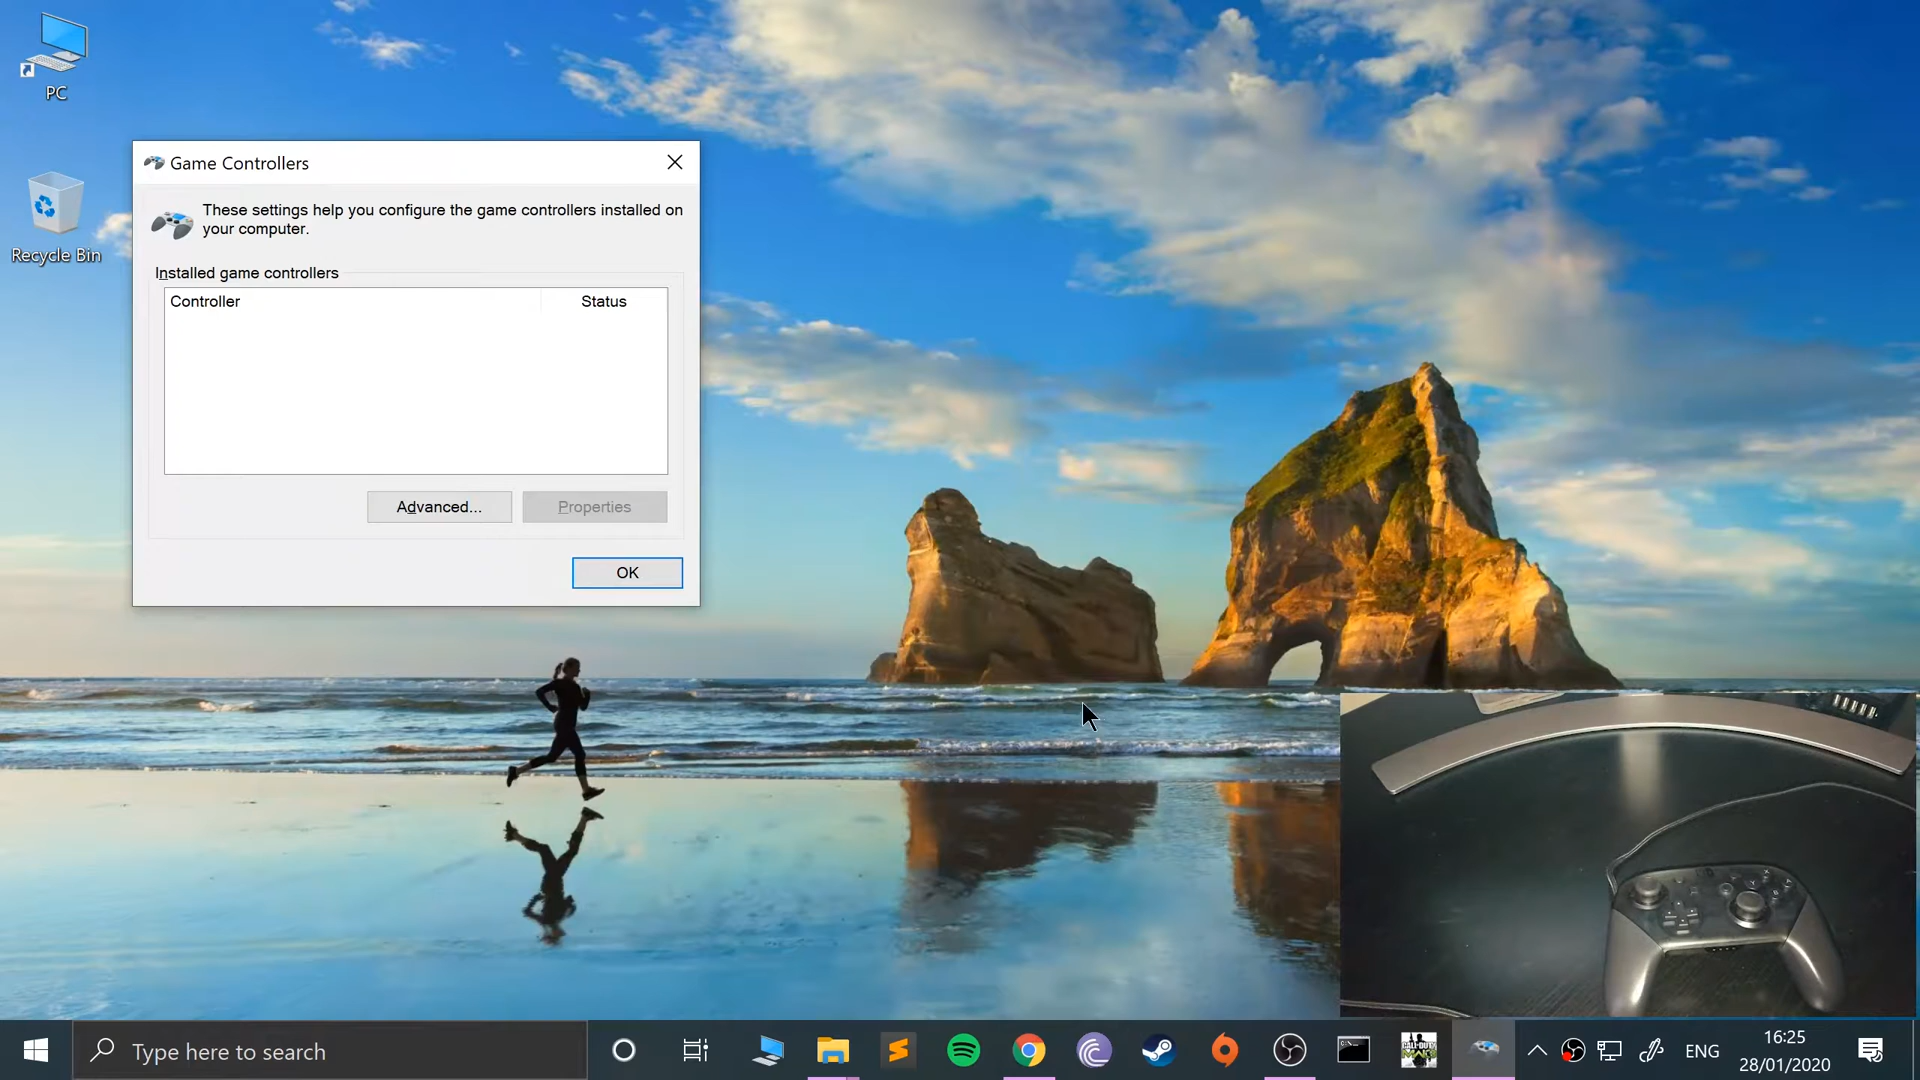 PC
Recycle Bin
Game Controllers
These settings help you configure the game controllers installed on
your computer.
Installed game controllers
Controller Status
Advanced... Properties
OK
Type here to search
ENG
16:25
28/01/2020